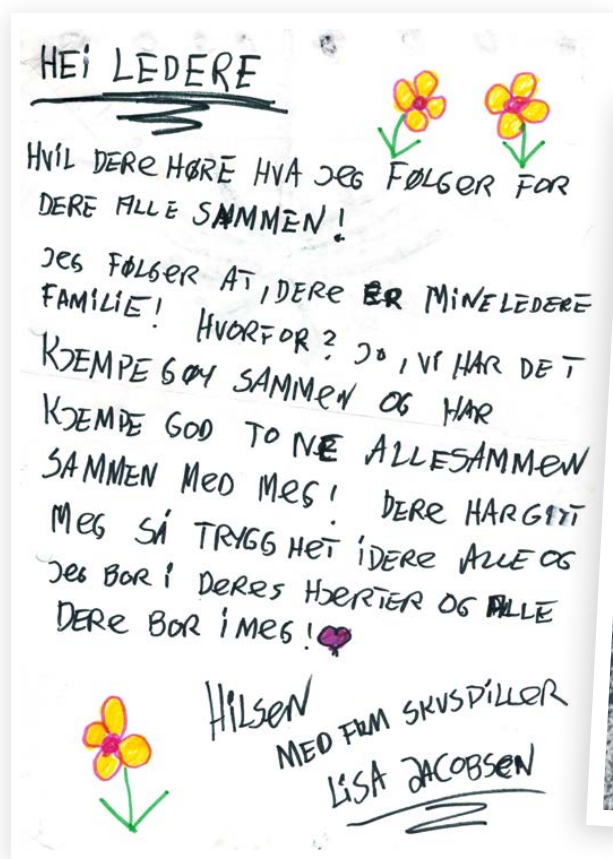 HEI LEDERE
HVIL DERE HØRE HVA JEG FØLGER FOR
DERE ALLE SAMMEN!
JEG FØLGER AT, DERE ER MINE LEDERE
FAMILIE! HVORFOR? JO, VI HAR DET
KJEMPE GØY SAMMEN OG HAR
KJEMPE GOD TONE ALLESAMMEN
SAMMEN MED MEG! DERE HAR GITT
MEG SÅ TRYGG HET I DERE ALLE OG
JEG BOR I DERES HJERTER OG ALLE
DERE BOR I MEG!
HILSEN
MED FILM SKUSPILLER
LISA JACOBSEN